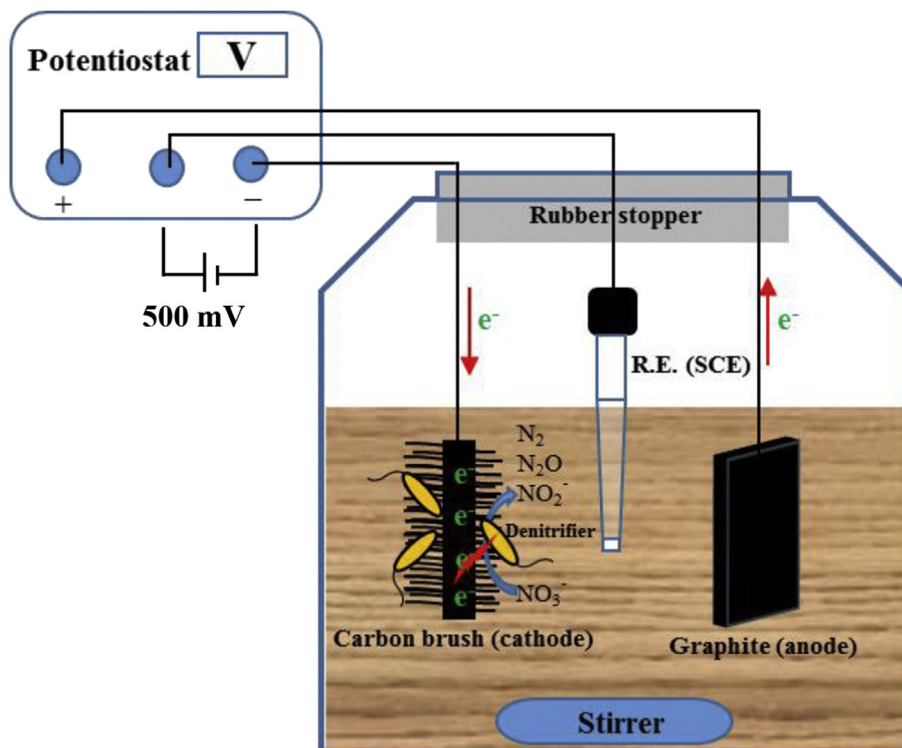 Potentiostat V
+ −
500 mV
Rubber stopper
e⁻
e⁻
R.E. (SCE)
e⁻
e⁻
e⁻
e⁻
N₂
N₂O
NO₂⁻
Denitrifier
NO₃⁻
Carbon brush (cathode)
Graphite (anode)
Stirrer